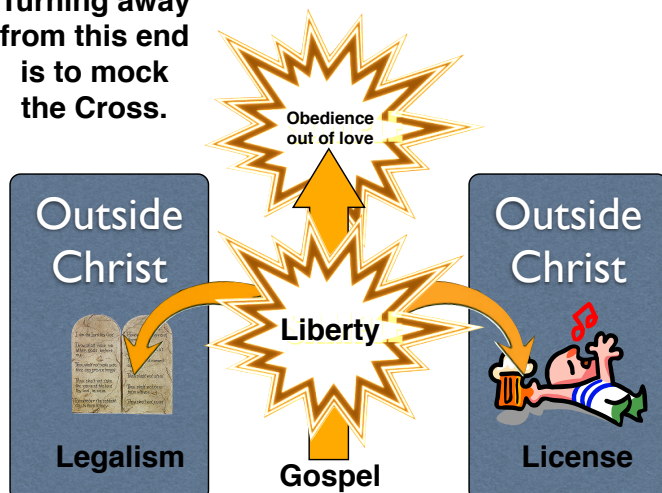 Turning away
from this end
is to mock
the Cross.
Obedience
out of love
Outside
Christ
Outside
Christ
Liberty
Legalism
License
Gospel